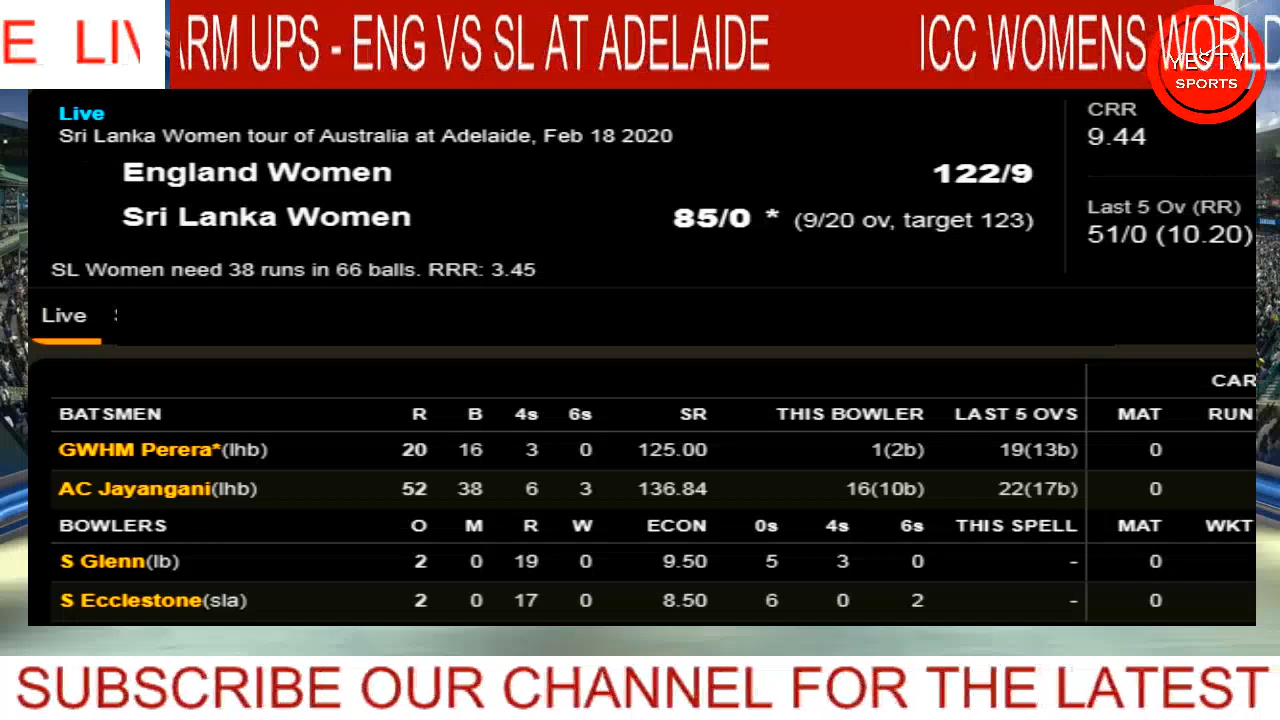 E LIV
ARM UPS - ENG VS SL AT ADELAIDE ICC WOMENS WORLD
YES TV
SPORTS
Live
Sri Lanka Women tour of Australia at Adelaide, Feb 18 2020
England Women 122/9
Sri Lanka Women 85/0 * (9/20 ov, target 123)
SL Women need 38 runs in 66 balls. RRR: 3.45
CRR
9.44
Last 5 Ov (RR)
51/0 (10.20)
Live
CAR
BATSMEN R B 4s 6s SR THIS BOWLER LAST 5 OVS MAT RUN
GWHM Perera*(lhb) 20 16 3 0 125.00 1(2b) 19(13b) 0
AC Jayangani(lhb) 52 38 6 3 136.84 16(10b) 22(17b) 0
BOWLERS O M R W ECON 0s 4s 6s THIS SPELL MAT WKT
S Glenn(lb) 2 0 19 0 9.50 5 3 0 - 0
S Ecclestone(sla) 2 0 17 0 8.50 6 0 2 - 0
SUBSCRIBE OUR CHANNEL FOR THE LATEST